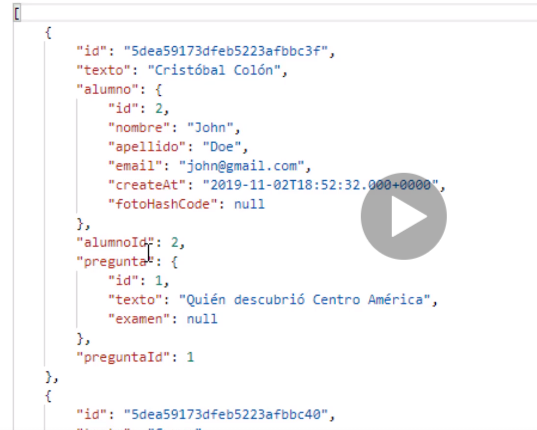 [
{
"id": "5dea59173dfeb5223afbbc3f",
"texto": "Cristóbal Colón",
"alumno": {
"id": 2,
"nombre": "John",
"apellido": "Doe",
"email": "john@gmail.com",
"createAt": "2019-11-02T18:52:32.000+0000",
"fotoHashCode": null
},
"alumnoId": 2,
"pregunta": {
"id": 1,
"texto": "Quién descubrió Centro América",
"examen": null
},
"preguntaId": 1
},
{
"id": "5dea59173dfeb5223afbbc40",